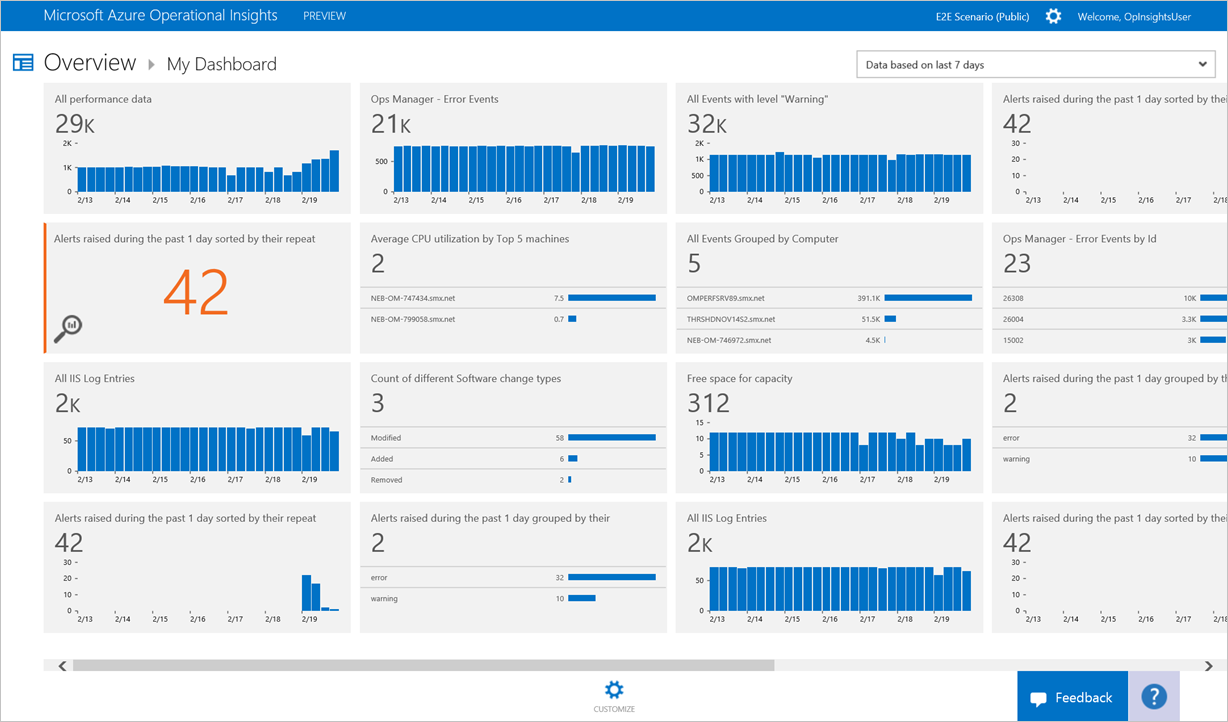 Microsoft Azure Operational Insights PREVIEW E2E Scenario (Public) Welcome, OpInsightsUser
Overview My Dashboard Data based on last 7 days
All performance data
29K
2K
1K
0
2/13 2/14 2/15 2/16 2/17 2/18 2/19
Ops Manager - Error Events
21K
500
0
2/13 2/14 2/15 2/16 2/17 2/18 2/19
All Events with level "Warning"
32K
2K
1K
500
0
2/13 2/14 2/15 2/16 2/17 2/18 2/19
Alerts raised during the past 1 day sorted by thei
42
30
20
10
0
2/13 2/14 2/15 2/16 2/17 2/18
Alerts raised during the past 1 day sorted by their repeat
42
Average CPU utilization by Top 5 machines
2
NEB-OM-747434.smx.net 7.5
NEB-OM-799058.smx.net 0.7
All Events Grouped by Computer
5
OMPERFSRV89.smx.net 391.1K
THRSHDNOV14S2.smx.net 51.5K
NEB-OM-746972.smx.net 4.5K
Ops Manager - Error Events by Id
23
26308 10K
26004 3.3K
15002 3K
All IIS Log Entries
2K
50
0
2/13 2/14 2/15 2/16 2/17 2/18 2/19
Count of different Software change types
3
Modified 58
Added 6
Removed 2
Free space for capacity
312
15
10
5
0
2/13 2/14 2/15 2/16 2/17 2/18 2/19
Alerts raised during the past 1 day grouped by th
2
error 32
warning 10
Alerts raised during the past 1 day sorted by their repeat
42
30
20
10
0
2/13 2/14 2/15 2/16 2/17 2/18 2/19
Alerts raised during the past 1 day grouped by their
2
error 32
warning 10
All IIS Log Entries
2K
50
0
2/13 2/14 2/15 2/16 2/17 2/18 2/19
Alerts raised during the past 1 day sorted by thei
42
30
20
10
0
2/13 2/14 2/15 2/16 2/17 2/18
CUSTOMIZE
Feedback ?